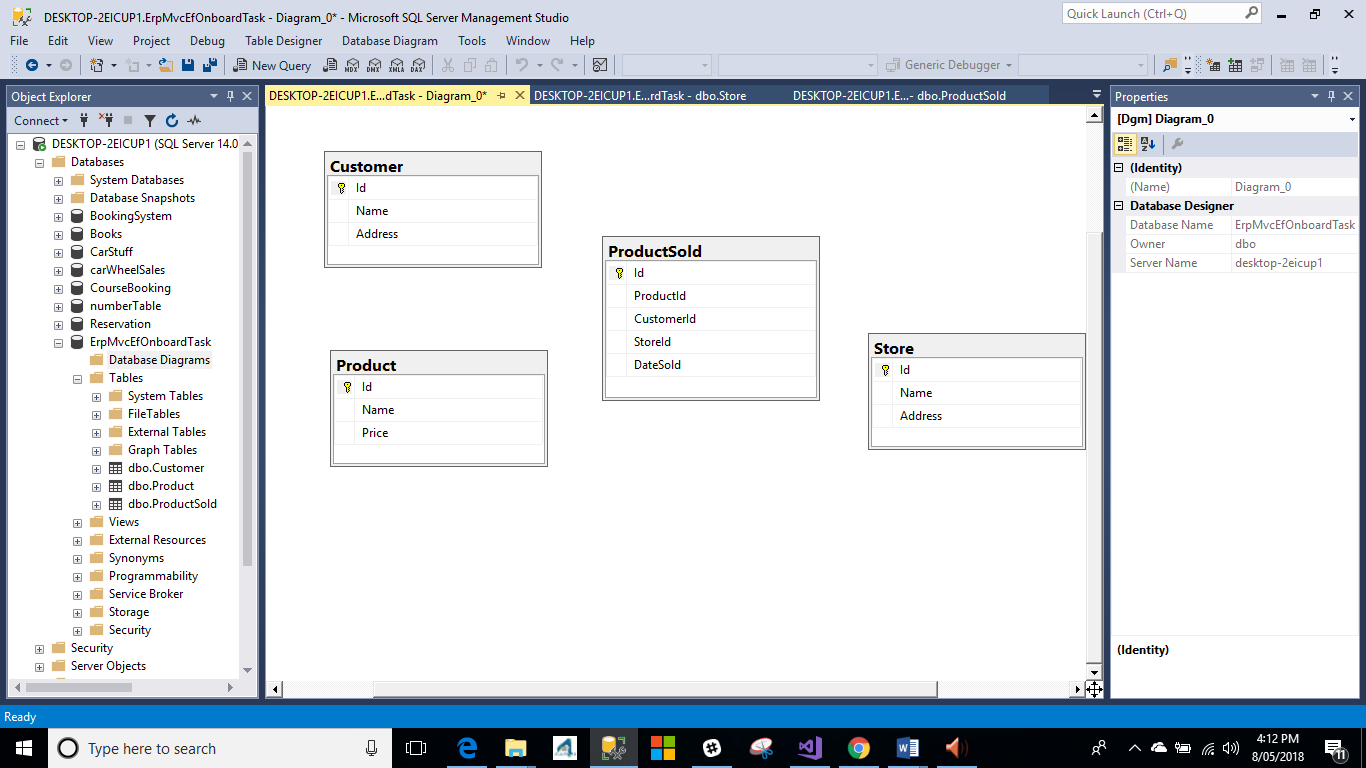 DESKTOP-2EICUP1.ErpMvcEfOnboardTask - Diagram_0* - Microsoft SQL Server Management Studio
Quick Launch (Ctrl+Q)
File Edit View Project Debug Table Designer Database Diagram Tools Window Help
New Query MDX DMX XMLA DAX Generic Debugger
Object Explorer
Connect
DESKTOP-2EICUP1 (SQL Server 14.0
Databases
System Databases
Database Snapshots
BookingSystem
Books
CarStuff
carWheelSales
CourseBooking
numberTable
Reservation
ErpMvcEfOnboardTask
Database Diagrams
Tables
System Tables
FileTables
External Tables
Graph Tables
dbo.Customer
dbo.Product
dbo.ProductSold
Views
External Resources
Synonyms
Programmability
Service Broker
Storage
Security
Security
Server Objects
DESKTOP-2EICUP1.E...dTask - Diagram_0*
DESKTOP-2EICUP1.E...rdTask - dbo.Store
DESKTOP-2EICUP1.E...- dbo.ProductSold
Customer
Id
Name
Address
Product
Id
Name
Price
ProductSold
Id
ProductId
CustomerId
StoreId
DateSold
Store
Id
Name
Address
Properties
[Dgm] Diagram_0
(Identity)
(Name) Diagram_0
Database Designer
Database Name ErpMvcEfOnboardTask
Owner dbo
Server Name desktop-2eicup1
(Identity)
Ready
Type here to search
4:12 PM
8/05/2018
11